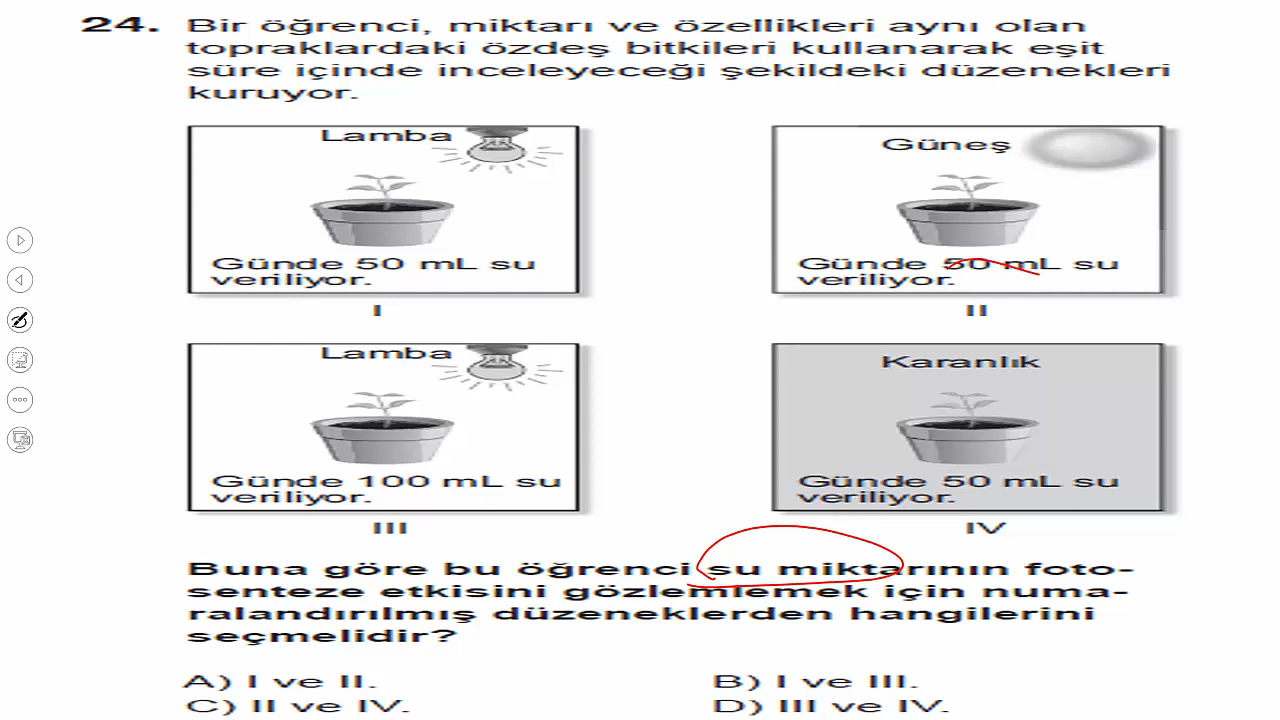 24. Bir öğrenci, miktarı ve özellikleri aynı olan
topraklardaki özdeş bitkileri kullanarak eşit
süre içinde inceleyeceği şekildeki düzenekleri
kuruyor.
Lamba
Günde 50 mL su
veriliyor.
I
Güneş
Günde 50 mL su
veriliyor.
II
Lamba
Günde 100 mL su
veriliyor.
III
Karanlık
Günde 50 mL su
veriliyor.
IV
Buna göre bu öğrenci su miktarının foto-
senteze etkisini gözlemlemek için numa-
ralandırılmış düzeneklerden hangilerini
seçmelidir?
A) I ve II. B) I ve III.
C) II ve IV. D) III ve IV.